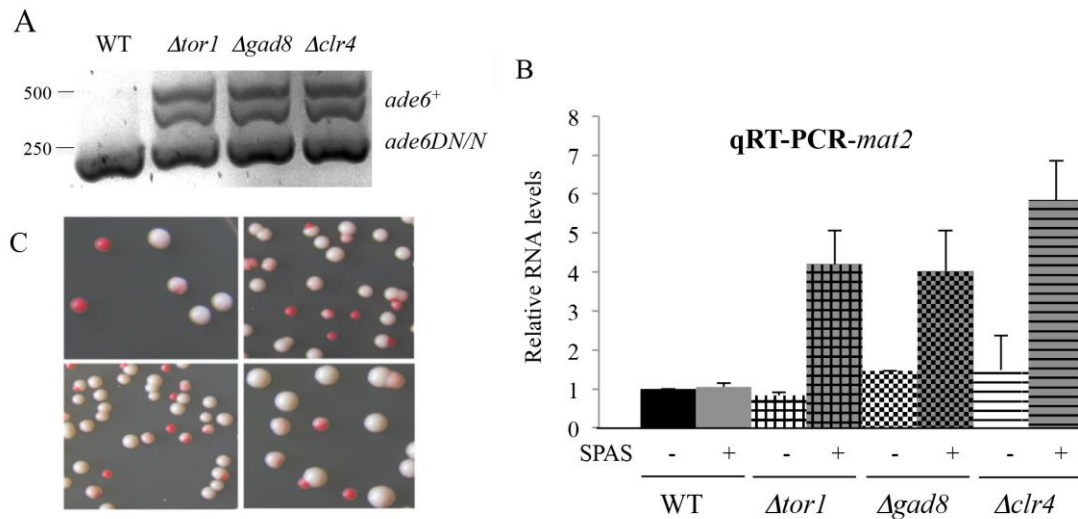 A
WT Δtor1 Δgad8 Δclr4
500
250
ade6+
ade6DN/N
B
qRT-PCR-mat2
Relative RNA levels
8
7
6
5
4
3
2
1
0
SPAS - + - + - + - +
WT Δtor1 Δgad8 Δclr4
C